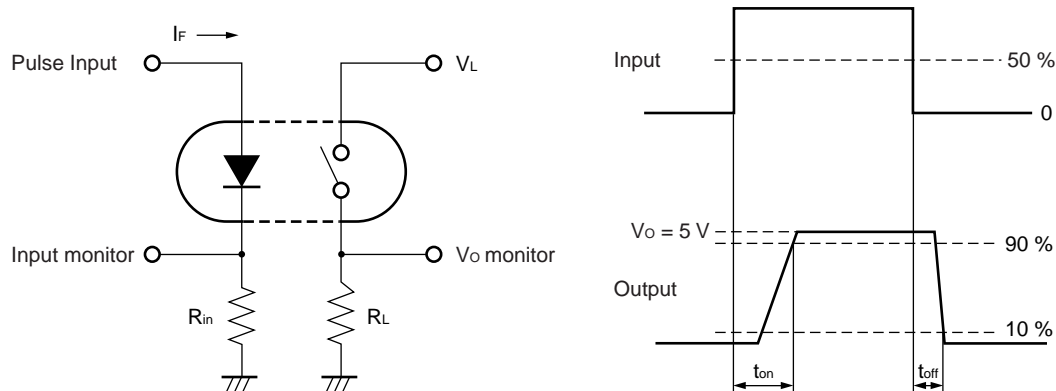 IF
Pulse Input
VL
Input monitor
VO monitor
Rin
RL
Input
50 %
0
VO = 5 V
90 %
Output
10 %
ton
toff